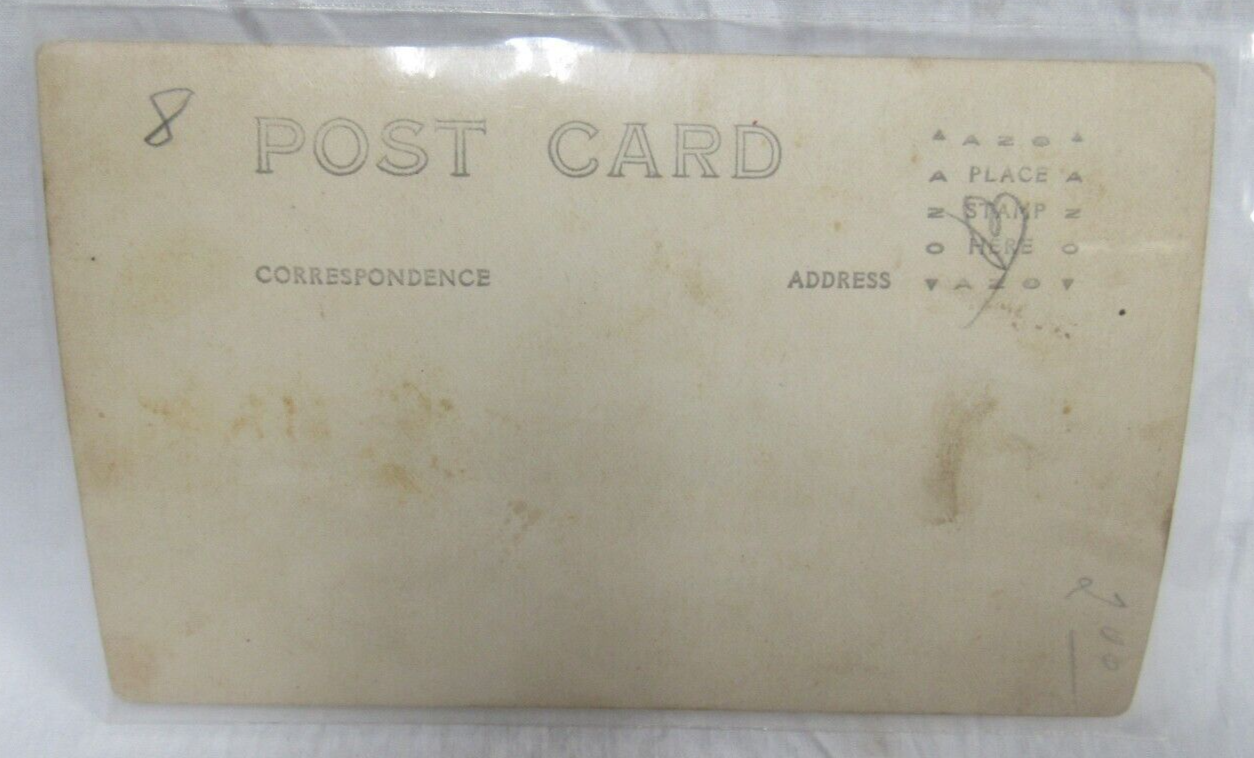 8
POST CARD
AZO
A PLACE A
Z STAMP Z
O HERE O
AZO
CORRESPONDENCE
ADDRESS